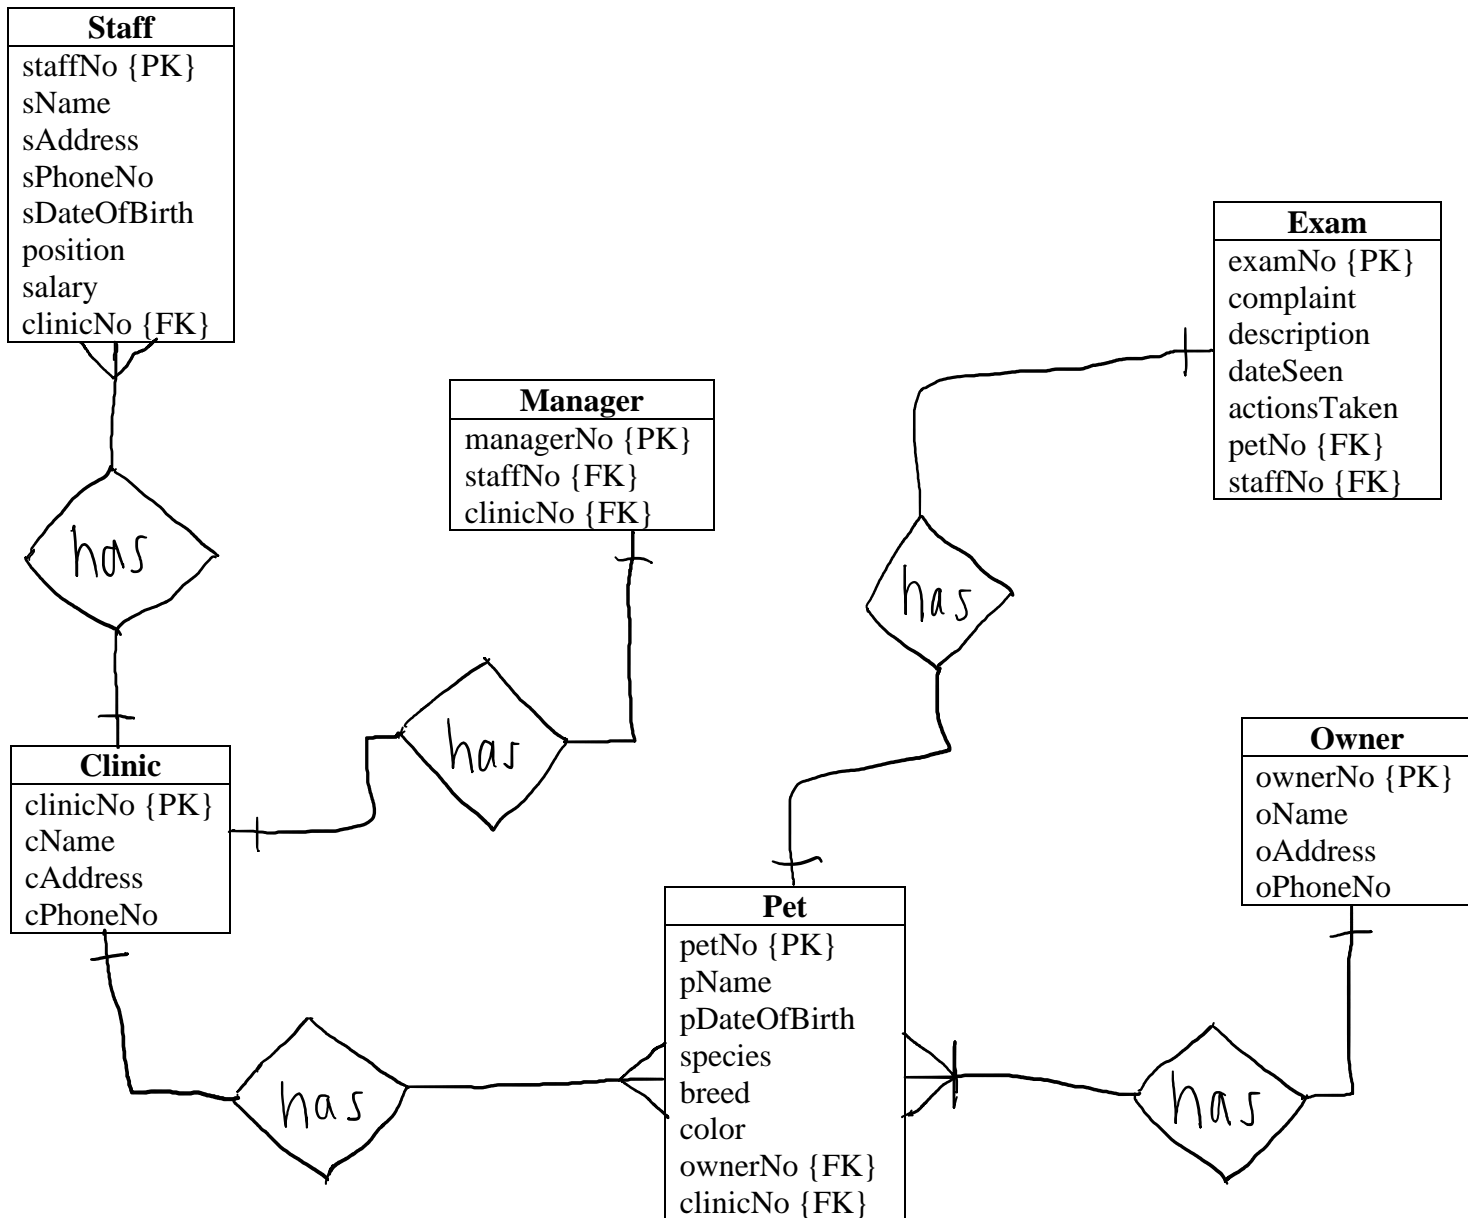 Staff
staffNo {PK}
sName
sAddress
sPhoneNo
sDateOfBirth
position
salary
clinicNo {FK}
has
Manager
managerNo {PK}
staffNo {FK}
clinicNo {FK}
has
Exam
examNo {PK}
complaint
description
dateSeen
actionsTaken
petNo {FK}
staffNo {FK}
has
Clinic
clinicNo {PK}
cName
cAddress
cPhoneNo
has
Pet
petNo {PK}
pName
pDateOfBirth
species
breed
color
ownerNo {FK}
clinicNo {FK}
Owner
ownerNo {PK}
oName
oAddress
oPhoneNo
has